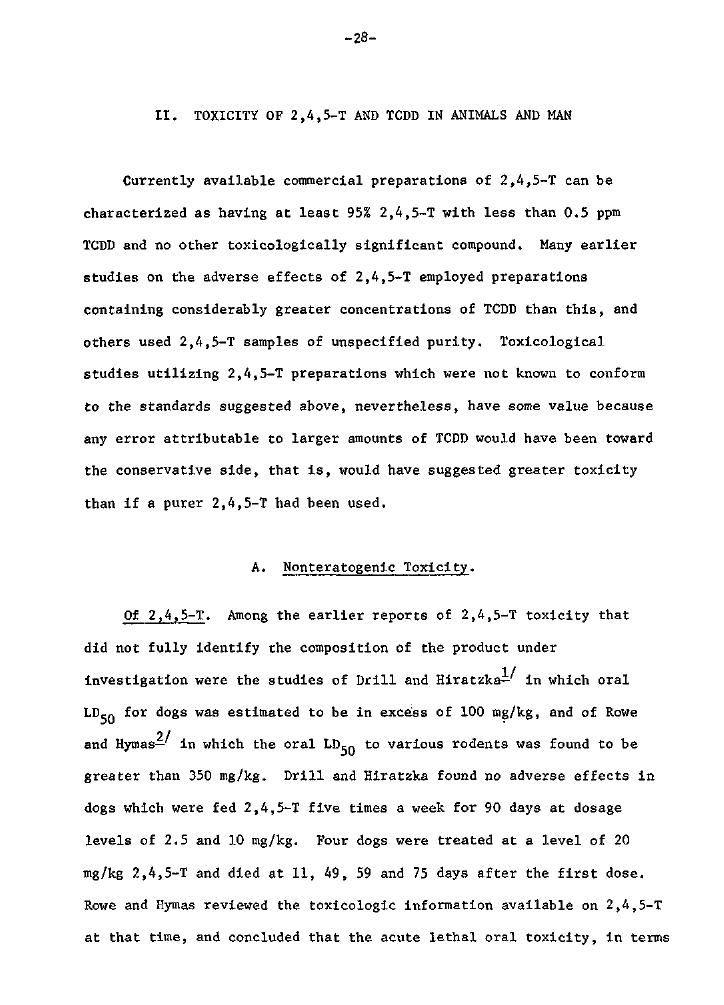 -28-
II. TOXICITY OF 2,4,5-T AND TCDD IN ANIMALS AND MAN
Currently available commercial preparations of 2,4,5-T can be
characterized as having at least 95% 2,4,5-T with less than 0.5 ppm
TCDD and no other toxicologically significant compound. Many earlier
studies on the adverse effects of 2,4,5-T employed preparations
containing considerably greater concentrations of TCDD than this, and
others used 2,4,5-T samples of unspecified purity. Toxicological
studies utilizing 2,4,5-T preparations which were not known to conform
to the standards suggested above, nevertheless, have some value because
any error attributable to larger amounts of TCDD would have been toward
the conservative side, that is, would have suggested greater toxicity
than if a purer 2,4,5-T had been used.
A. Nonteratogenic Toxicity.
Of 2,4,5-T. Among the earlier reports of 2,4,5-T toxicity that
did not fully identify the composition of the product under
investigation were the studies of Drill and Hiratzka1/ in which oral
LD50 for dogs was estimated to be in excess of 100 mg/kg, and of Rowe
and Hymas2/ in which the oral LD50 to various rodents was found to be
greater than 350 mg/kg. Drill and Hiratzka found no adverse effects in
dogs which were fed 2,4,5-T five times a week for 90 days at dosage
levels of 2.5 and 10 mg/kg. Four dogs were treated at a level of 20
mg/kg 2,4,5-T and died at 11, 49, 59 and 75 days after the first dose.
Rowe and Hymas reviewed the toxicologic information available on 2,4,5-T
at that time, and concluded that the acute lethal oral toxicity, in terms